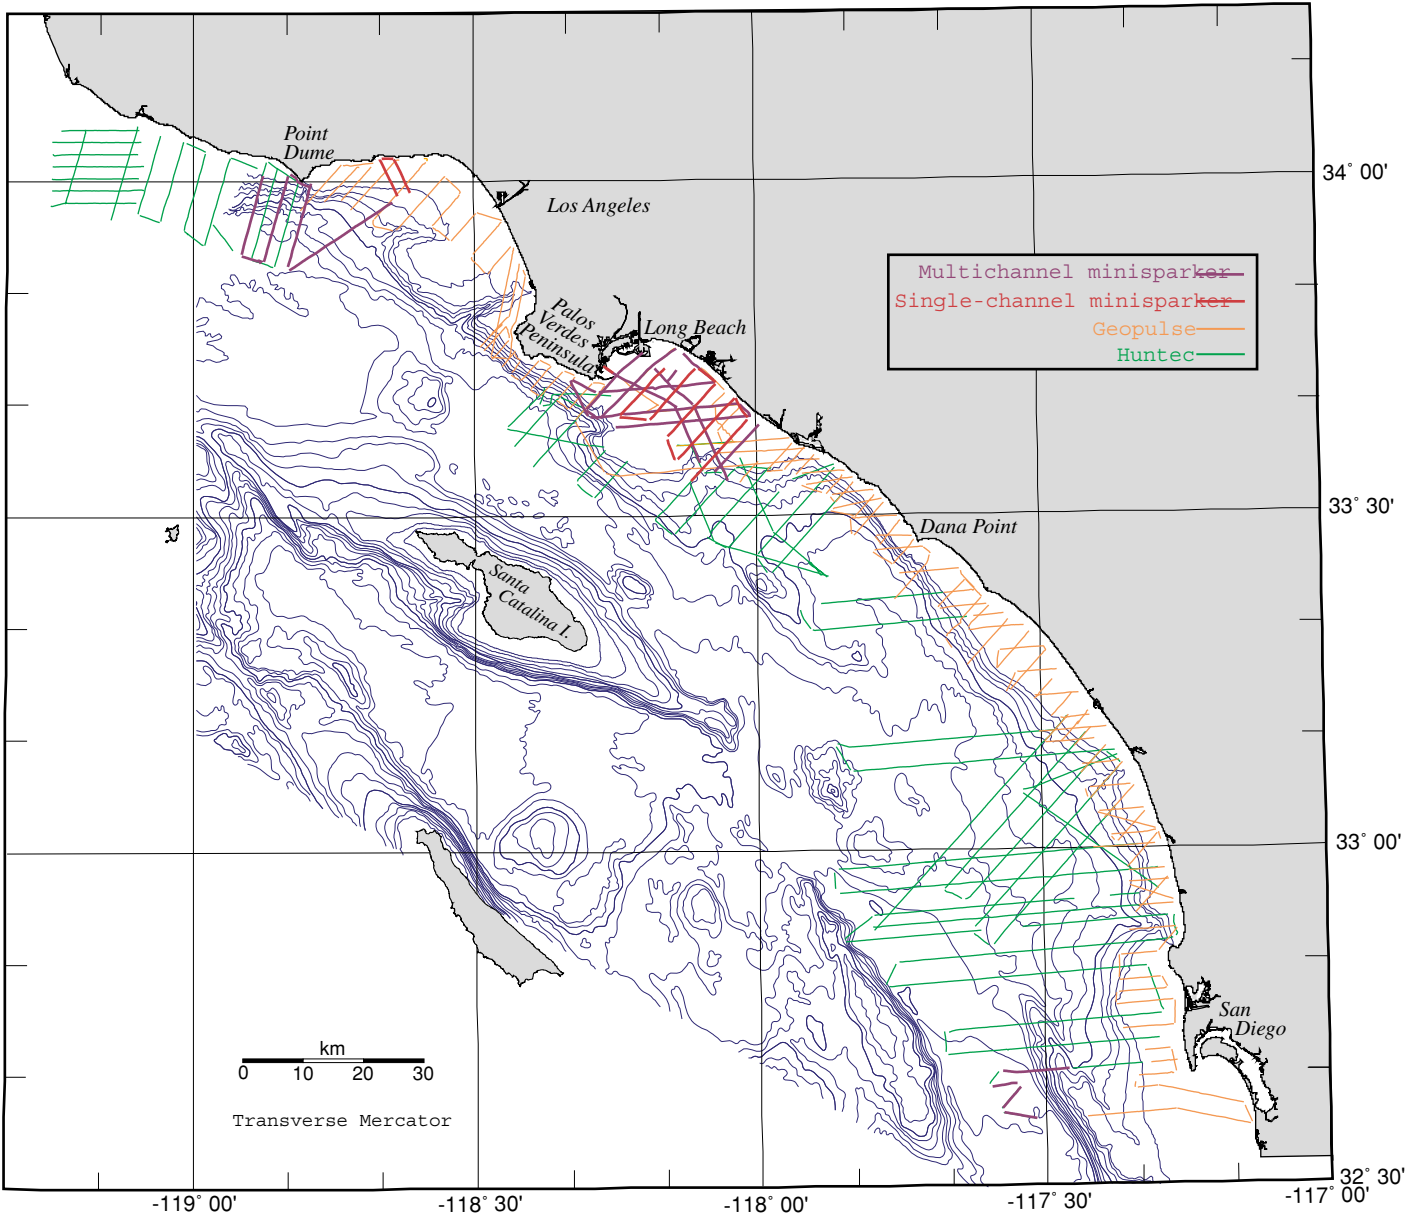 Point
Dume
34° 00'
Los Angeles
Multichannel minisparker
Single-channel minisparker
Geopulse
Huntec
Palos
Verdes
Peninsula
Long Beach
33° 30'
Dana Point
Santa
Catalina I.
33° 00'
San
Diego
km
0 10 20 30
Transverse Mercator
32° 30'
-119° 00'
-118° 30'
-118° 00'
-117° 30'
-117° 00'